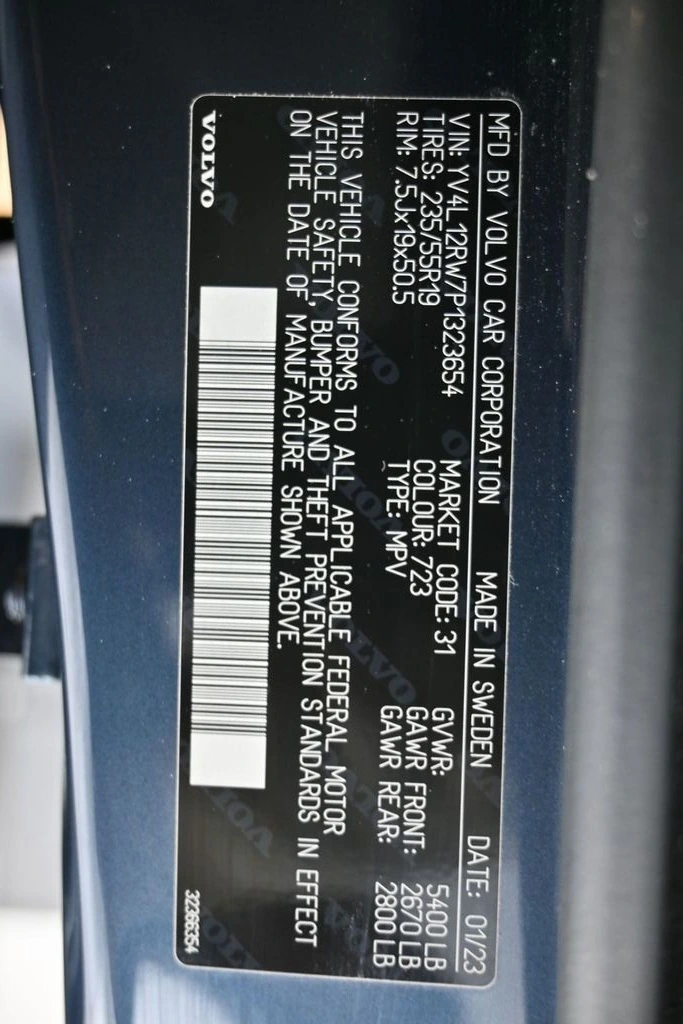 MFD BY VOLVO CAR CORPORATION MADE IN SWEDEN DATE: 01/23
VIN: YV4L12RW7P1323654 MARKET CODE: 31 GVWR: 5400 LB
TIRES: 235/55R19 COLOUR: 723 GAWR FRONT: 2670 LB
RIM: 7.5Jx19x50.5 TYPE: MPV GAWR REAR: 2800 LB
THIS VEHICLE CONFORMS TO ALL APPLICABLE FEDERAL MOTOR
VEHICLE SAFETY, BUMPER AND THEFT PREVENTION STANDARDS IN EFFECT
ON THE DATE OF MANUFACTURE SHOWN ABOVE.
VOLVO 32366354